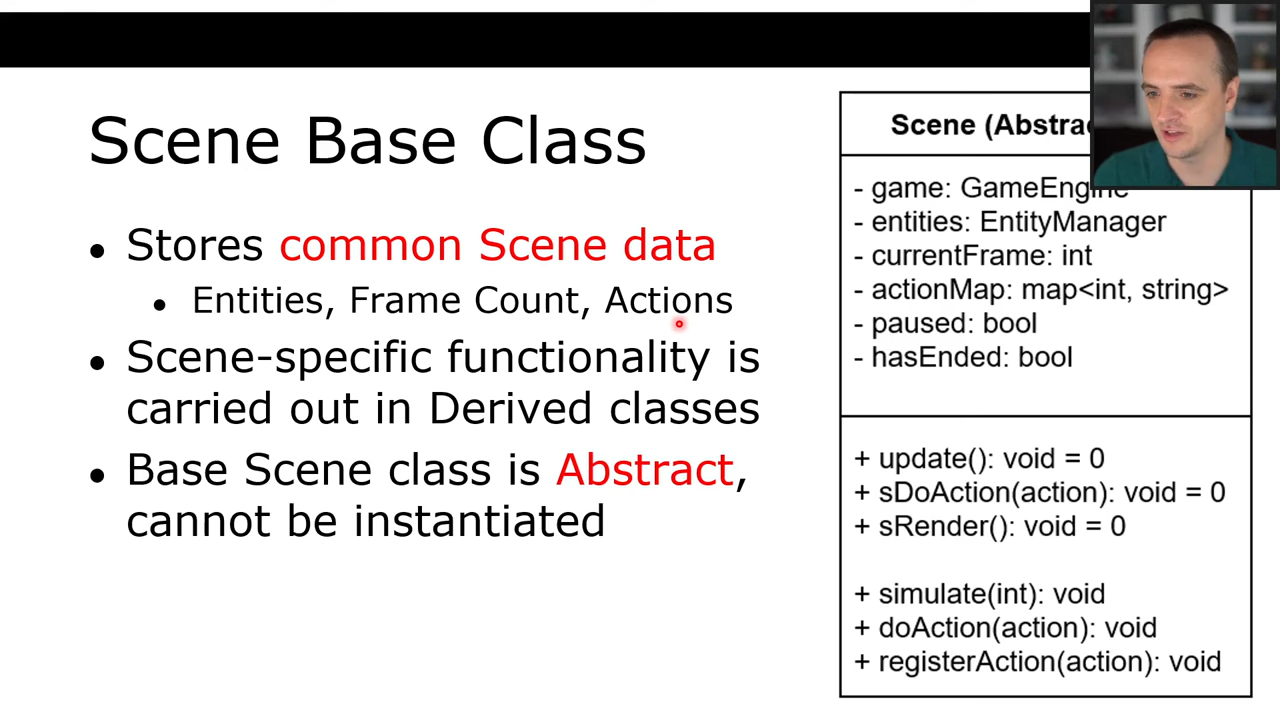 Scene Base Class
• Stores common Scene data
• Entities, Frame Count, Actions
• Scene-specific functionality is
carried out in Derived classes
• Base Scene class is Abstract,
cannot be instantiated
Scene
- game: GameEngine
- entities: EntityManager
- currentFrame: int
- actionMap: map<int, string>
- paused: bool
- hasEnded: bool
+ update(): void = 0
+ sDoAction(action): void = 0
+ sRender(): void = 0
+ simulate(int): void
+ doAction(action): void
+ registerAction(action): void